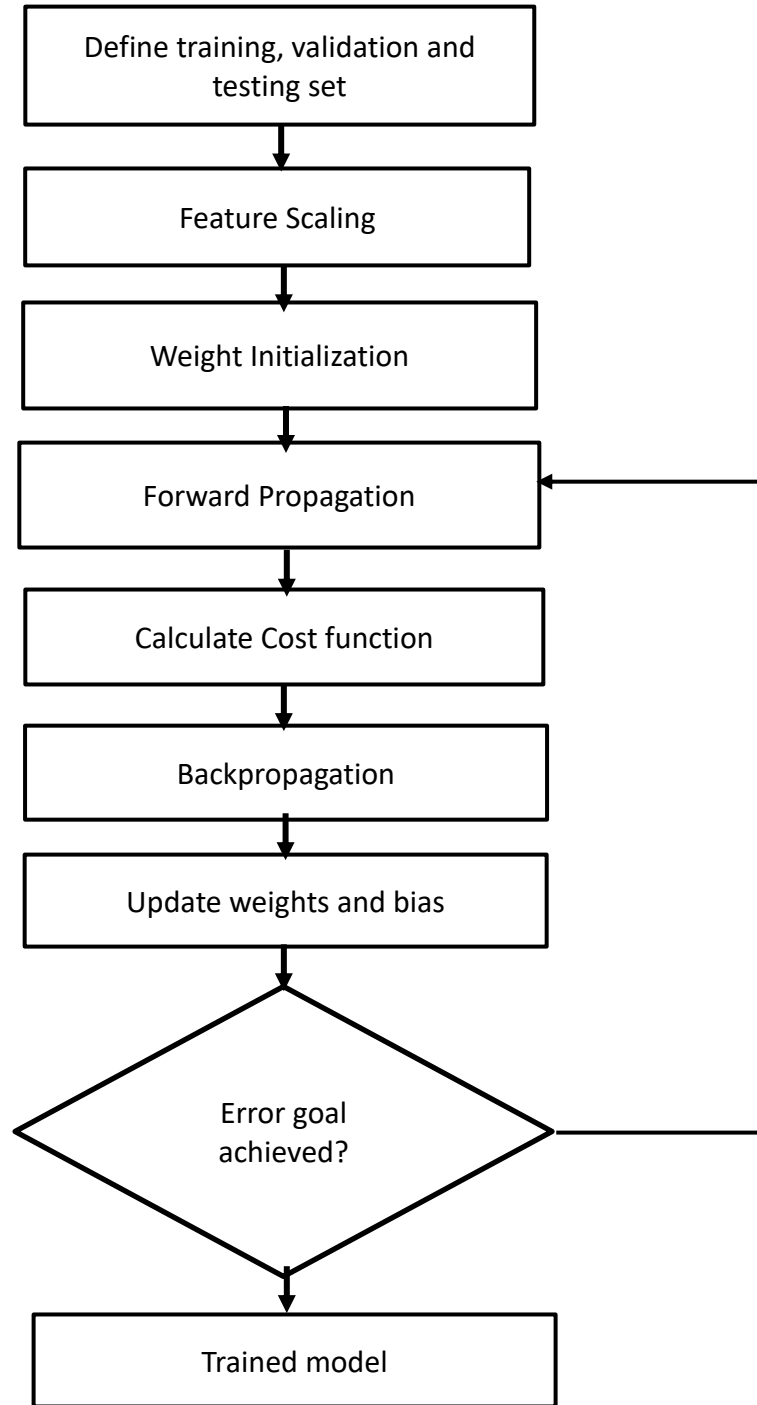 Define training, validation and
testing set
Feature Scaling
Weight Initialization
Forward Propagation
Calculate Cost function
Backpropagation
Update weights and bias
Error goal
achieved?
Trained model